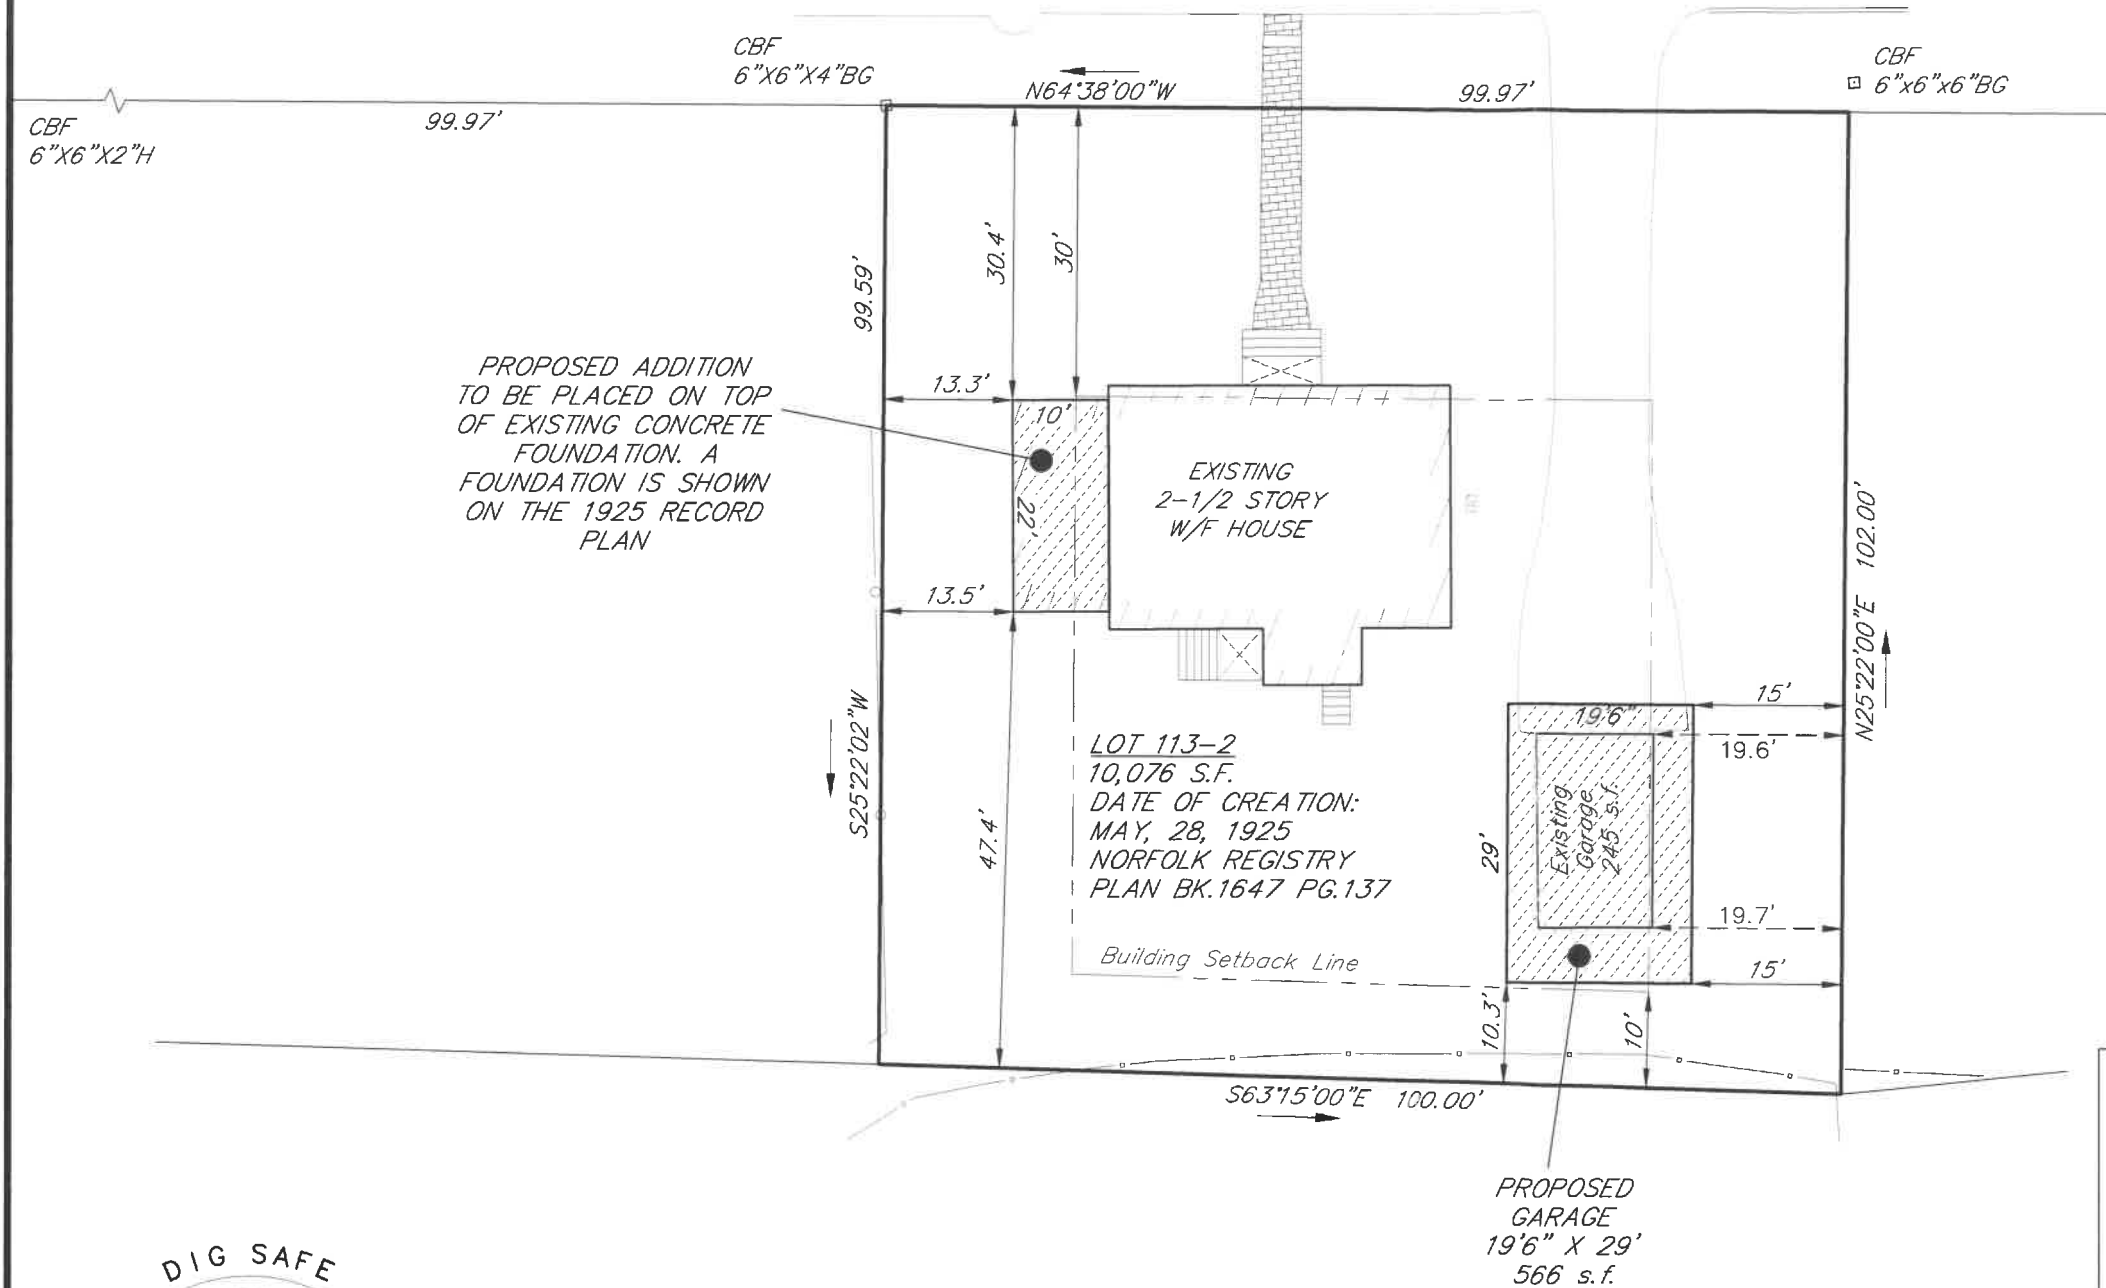 CBF
6"X6"X4"BG
CBF
6"x6"x6"BG
N64°38'00"W
99.97'
CBF
6"X6"X2"H
99.97'
99.59'
30.4'
30'
PROPOSED ADDITION
TO BE PLACED ON TOP
OF EXISTING CONCRETE
FOUNDATION. A
FOUNDATION IS SHOWN
ON THE 1925 RECORD
PLAN
13.3'
10'
22'
13.5'
EXISTING
2-1/2 STORY
W/F HOUSE
N25°22'00"E 102.00'
S25°22'02"W
47.4'
LOT 113-2
10,076 S.F.
DATE OF CREATION:
MAY, 28, 1925
NORFOLK REGISTRY
PLAN BK.1647 PG.137
Building Setback Line
15'
19'6"
19.6'
29'
Existing
Garage
245 s.f.
19.7'
15'
10.3'
10'
S63°15'00"E 100.00'
PROPOSED
GARAGE
19'6" X 29'
566 s.f.
DIG SAFE